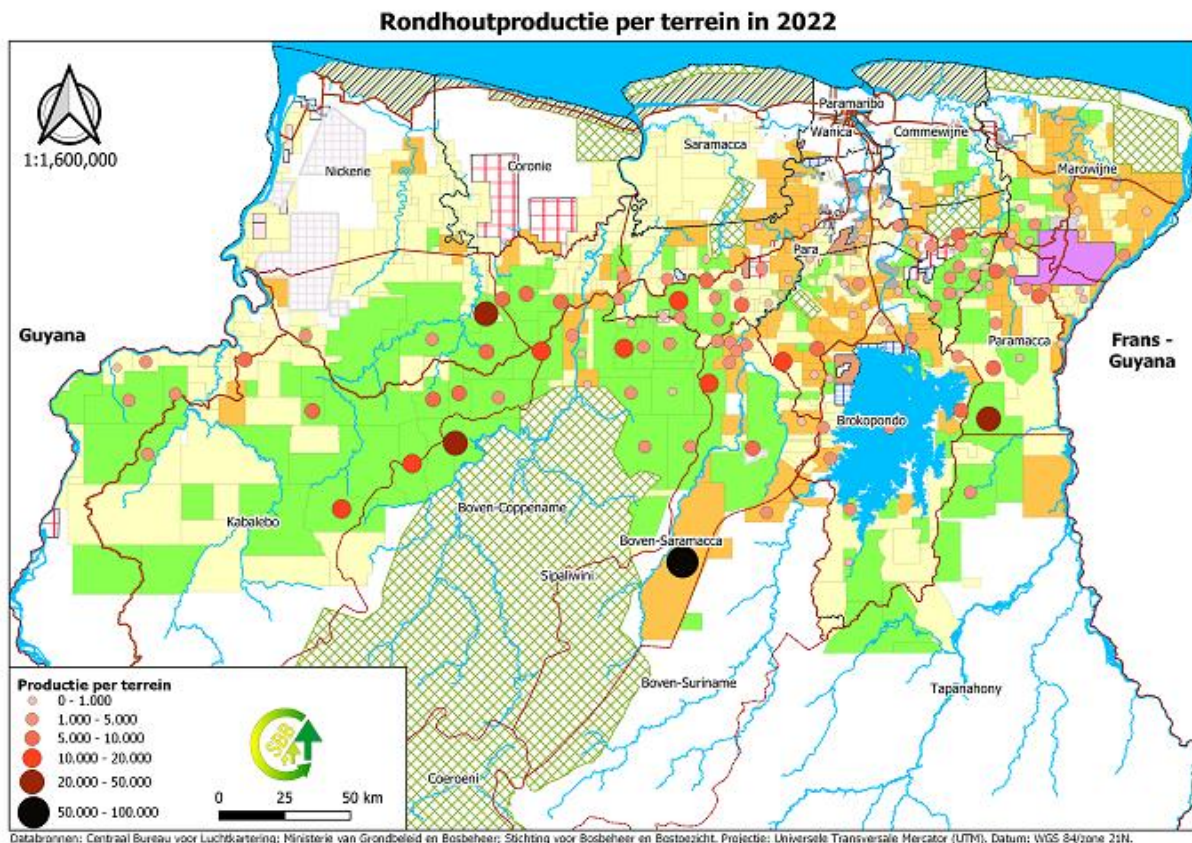 Rondhoutproductie per terrein in 2022
1:1,600,000
Paramaribo
Wanica
Commewijne
Saramacca
Coronie
Nickerie
Marowijne
Para
Guyana
Paramacca
Frans -
Guyana
Brokopondo
Boven-Coppename
Kabalebo
Boven-Saramacca
Sipaliwini
Boven-Suriname
Tapanahony
Coeroeni
Productie per terrein
0 - 1.000
1.000 - 5.000
5.000 - 10.000
10.000 - 20.000
20.000 - 50.000
50.000 - 100.000
SBB
0 25 50 km
Databronnen: Centraal Bureau voor Luchtkartering; Ministerie van Grondbeleid en Bosbeheer; Stichting voor Bosbeheer en Bostoezicht. Projectie: Universele Transversale Mercator (UTM). Datum: WGS 84/zone 21N.